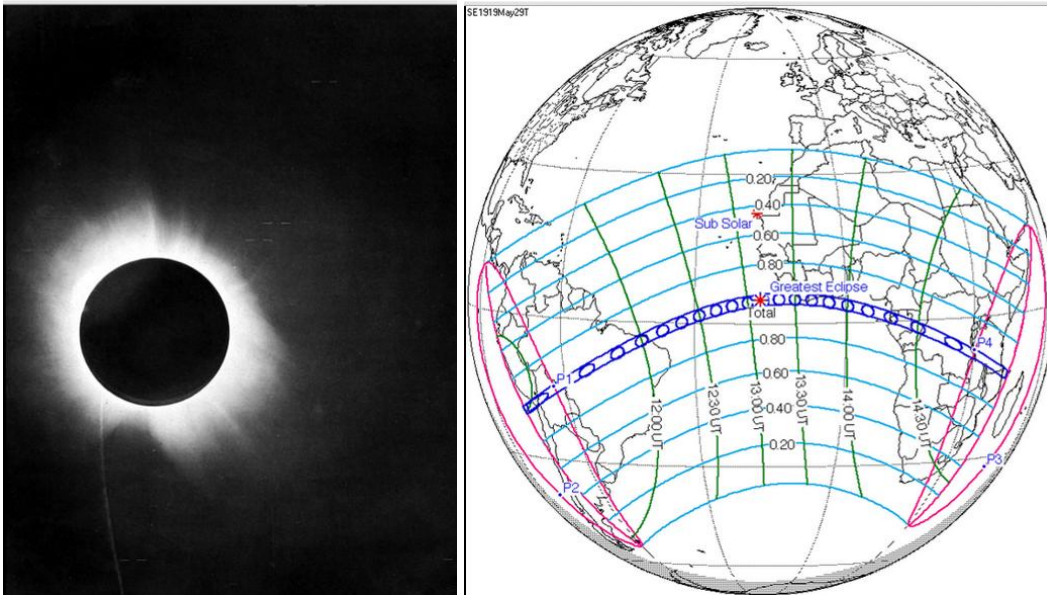 SE1919May29T
0.20
0.40
Sub Solar
0.60
0.80
Greatest Eclipse
Total
0.80
P4
P1
0.60
0.40
0.20
12:00 UT
12:30 UT
13:00 UT
13:30 UT
14:00 UT
14:30 UT
P3
P2